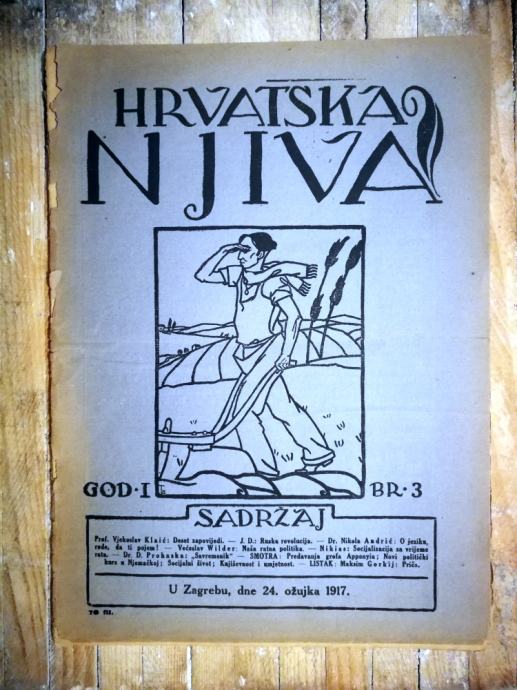 HRVATSKA
NJIVA
GOD·I BR·3
SADRŽAJ
Prof. Vjekoslav Klaić: Deset zapovijedi. — J. D.: Ruska revolucija. — Dr. Nikola Andrić: O jeziku,
rode, da ti pojem! — Većeslav Wilder: Naša ratna politika. — Nikias: Socijalizacija za vrijeme
rata. — Dr. D. Prohaska: „Savremenik“ — SMOTRA: Predavanja grofa Apponyia; Novi politički
kurs u Njemačkoj; Socijalni život; Književnost i umjetnost. — LISTAK: Maksim Gorkij: Priča.
U Zagrebu, dne 24. ožujka 1917.